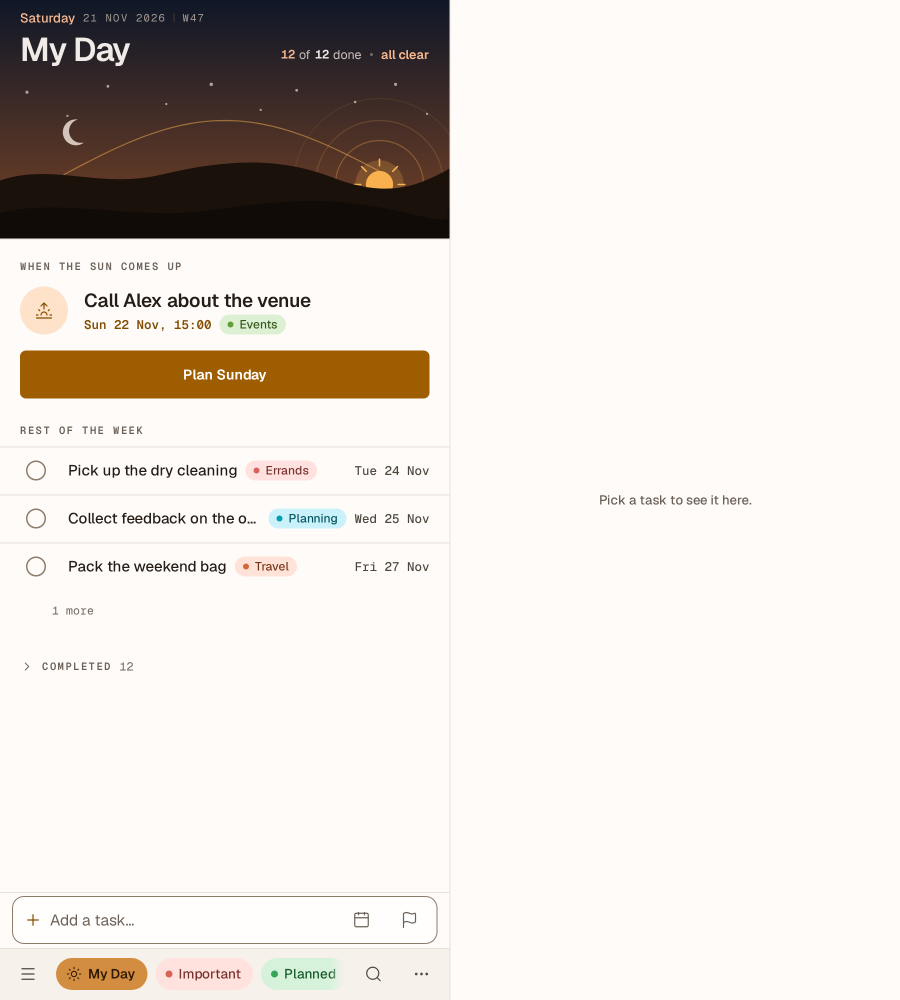 Saturday 21 NOV 2026 | W47
My Day
12 of 12 done • all clear
WHEN THE SUN COMES UP
Call Alex about the venue
Sun 22 Nov, 15:00 Events
Plan Sunday
REST OF THE WEEK
Pick up the dry cleaning Errands Tue 24 Nov
Collect feedback on the o… Planning Wed 25 Nov
Pack the weekend bag Travel Fri 27 Nov
1 more
COMPLETED 12
Add a task…
My Day Important Planned
Pick a task to see it here.